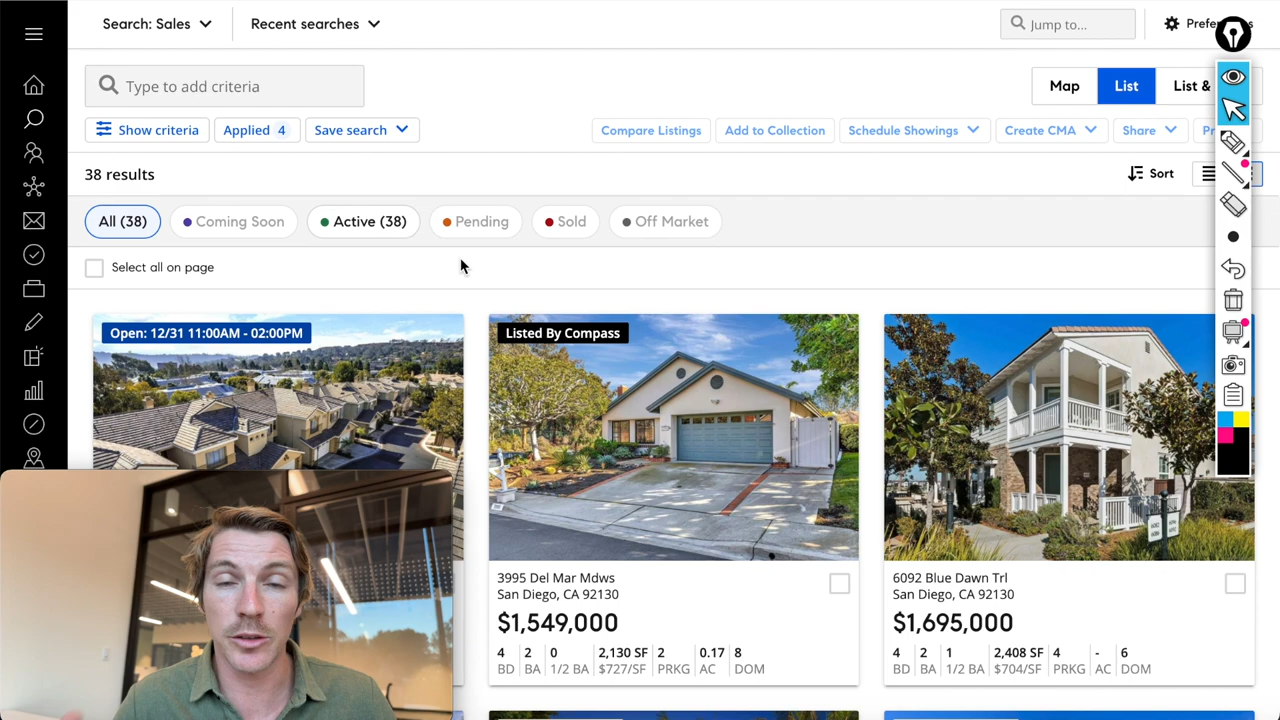 Search: Sales
Recent searches
Jump to...
Type to add criteria
Map
List
List &
Show criteria
Applied 4
Save search
Compare Listings
Add to Collection
Schedule Showings
Create CMA
Share
38 results
Sort
All (38)
Coming Soon
Active (38)
Pending
Sold
Off Market
Select all on page
Open: 12/31 11:00AM - 02:00PM
Listed By Compass
3995 Del Mar Mdws
San Diego, CA 92130
$1,549,000
4 2 0 2,130 SF 2 0.17 8
BD BA 1/2 BA $727/SF PRKG AC DOM
6092 Blue Dawn Trl
San Diego, CA 92130
$1,695,000
4 2 1 2,408 SF 4 - 6
BD BA 1/2 BA $704/SF PRKG AC DOM